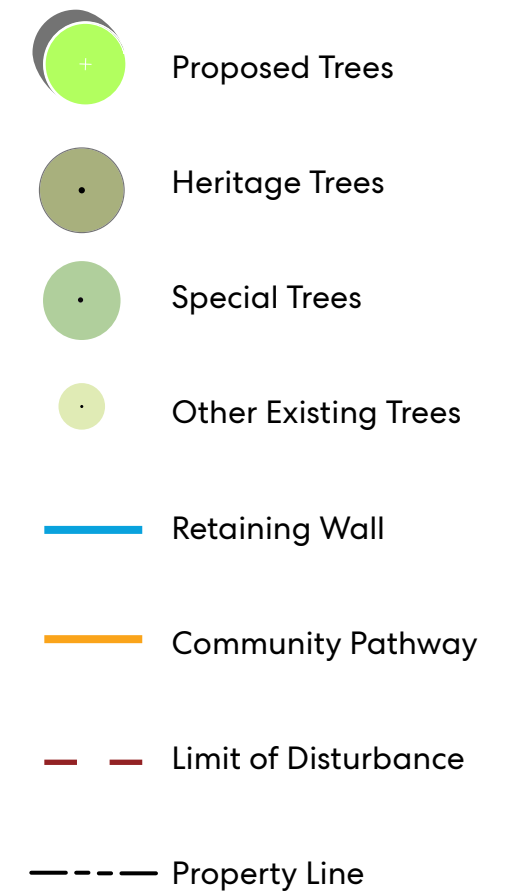 Proposed Trees
Heritage Trees
Special Trees
Other Existing Trees
Retaining Wall
Community Pathway
Limit of Disturbance
Property Line